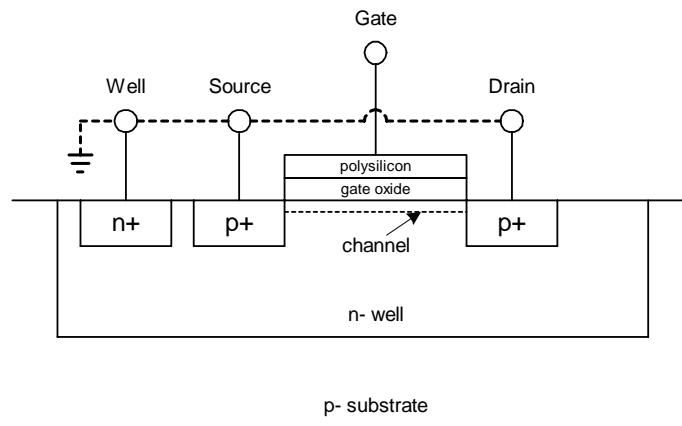 Gate
Well Source Drain
polysilicon
gate oxide
n+ p+ p+
channel
n- well
p- substrate